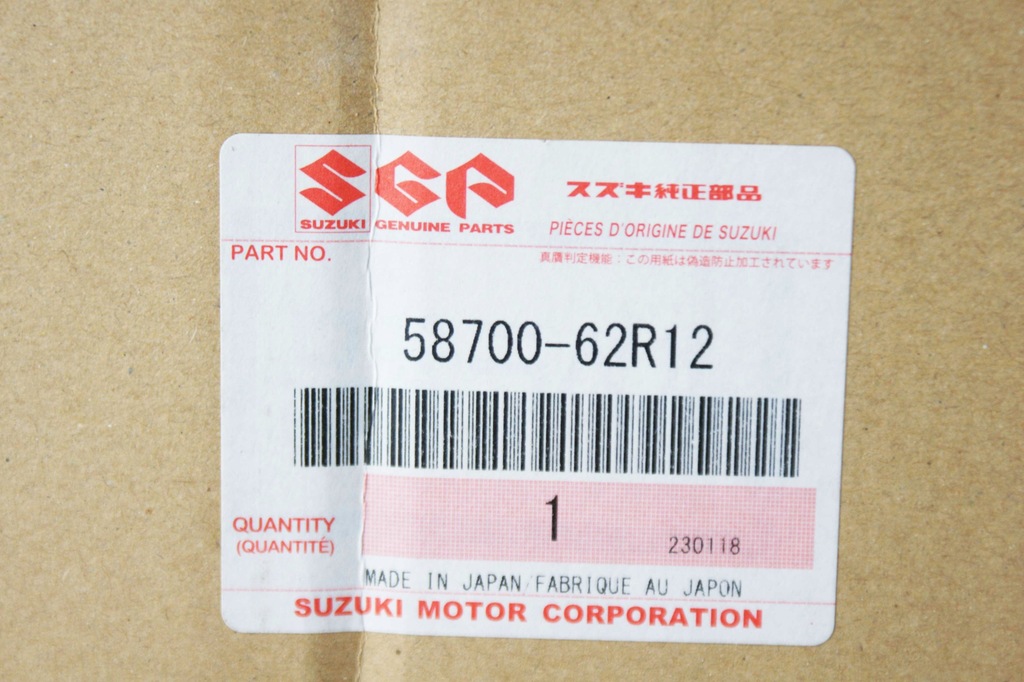 SUZUKI
SGP
GENUINE PARTS
スズキ純正部品
PIÈCES D'ORIGINE DE SUZUKI
PART NO.
真贋判定機能：この用紙は偽造防止加工されています
58700-62R12
QUANTITY
(QUANTITÉ)
1
230118
MADE IN JAPAN/FABRIQUE AU JAPON
SUZUKI MOTOR CORPORATION